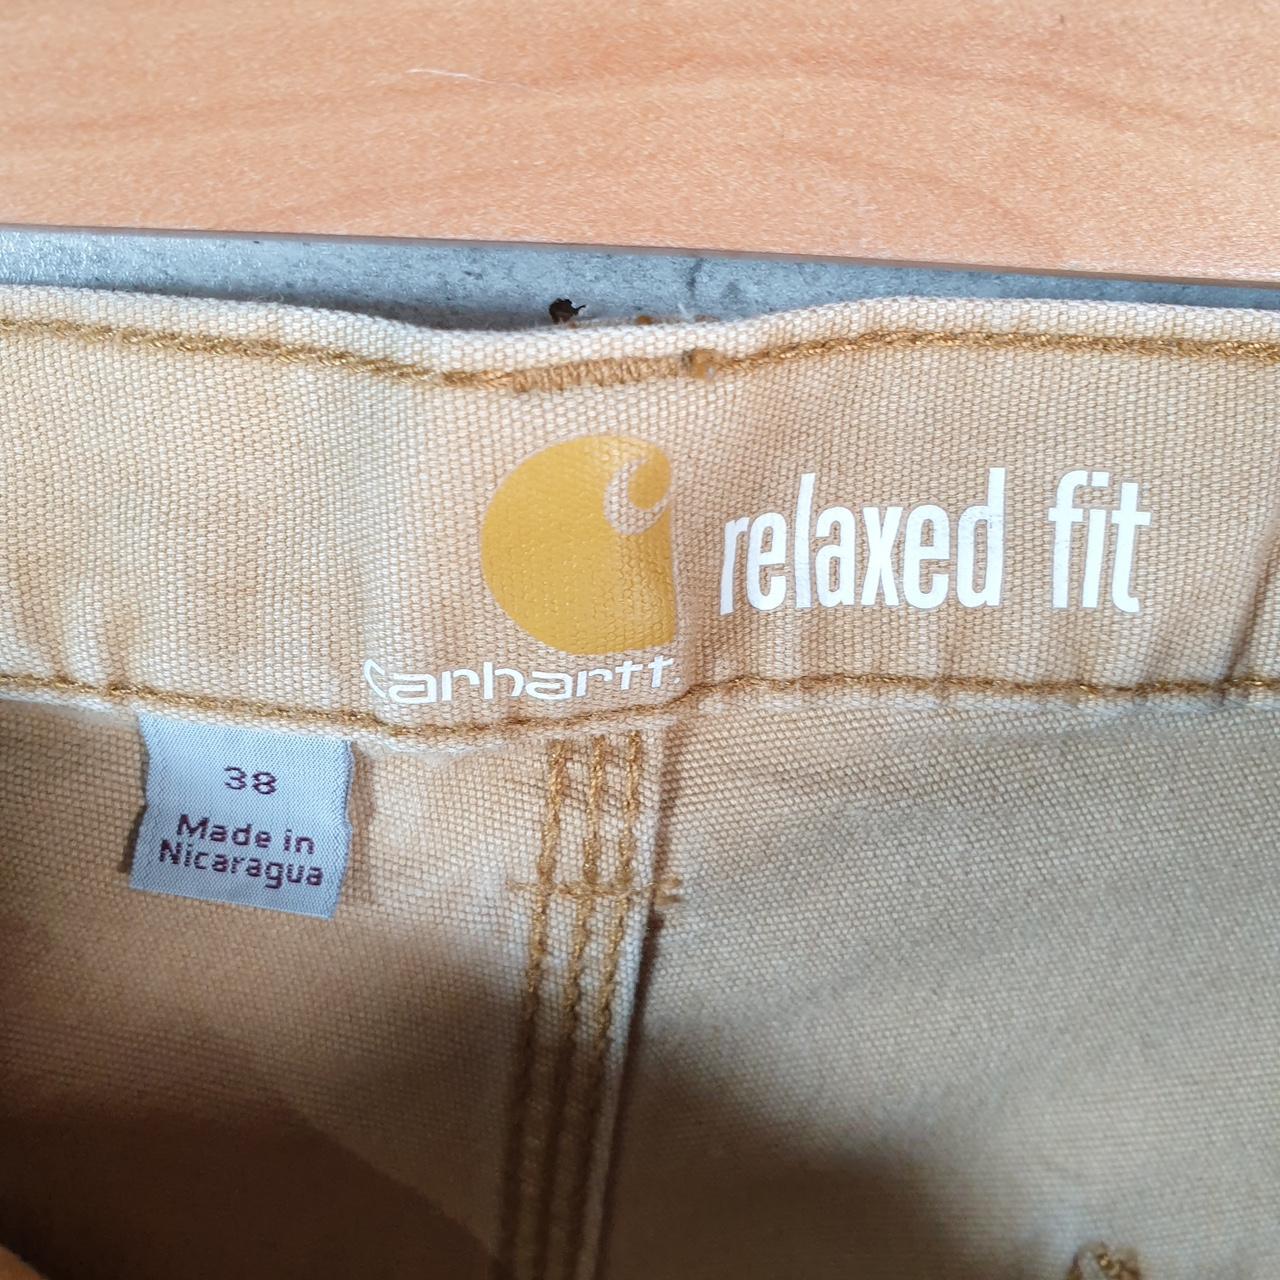 relaxed fit
Carhartt.
38
Made in
Nicaragua